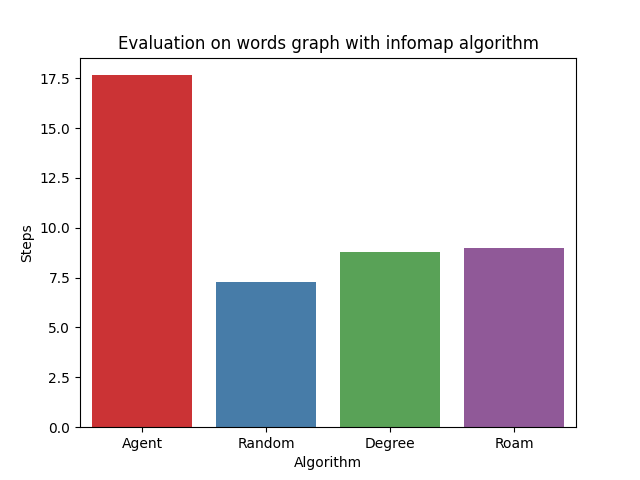 Evaluation on words graph with infomap algorithm
17.5
15.0
12.5
10.0
7.5
5.0
2.5
0.0
Steps
Agent Random Degree Roam
Algorithm